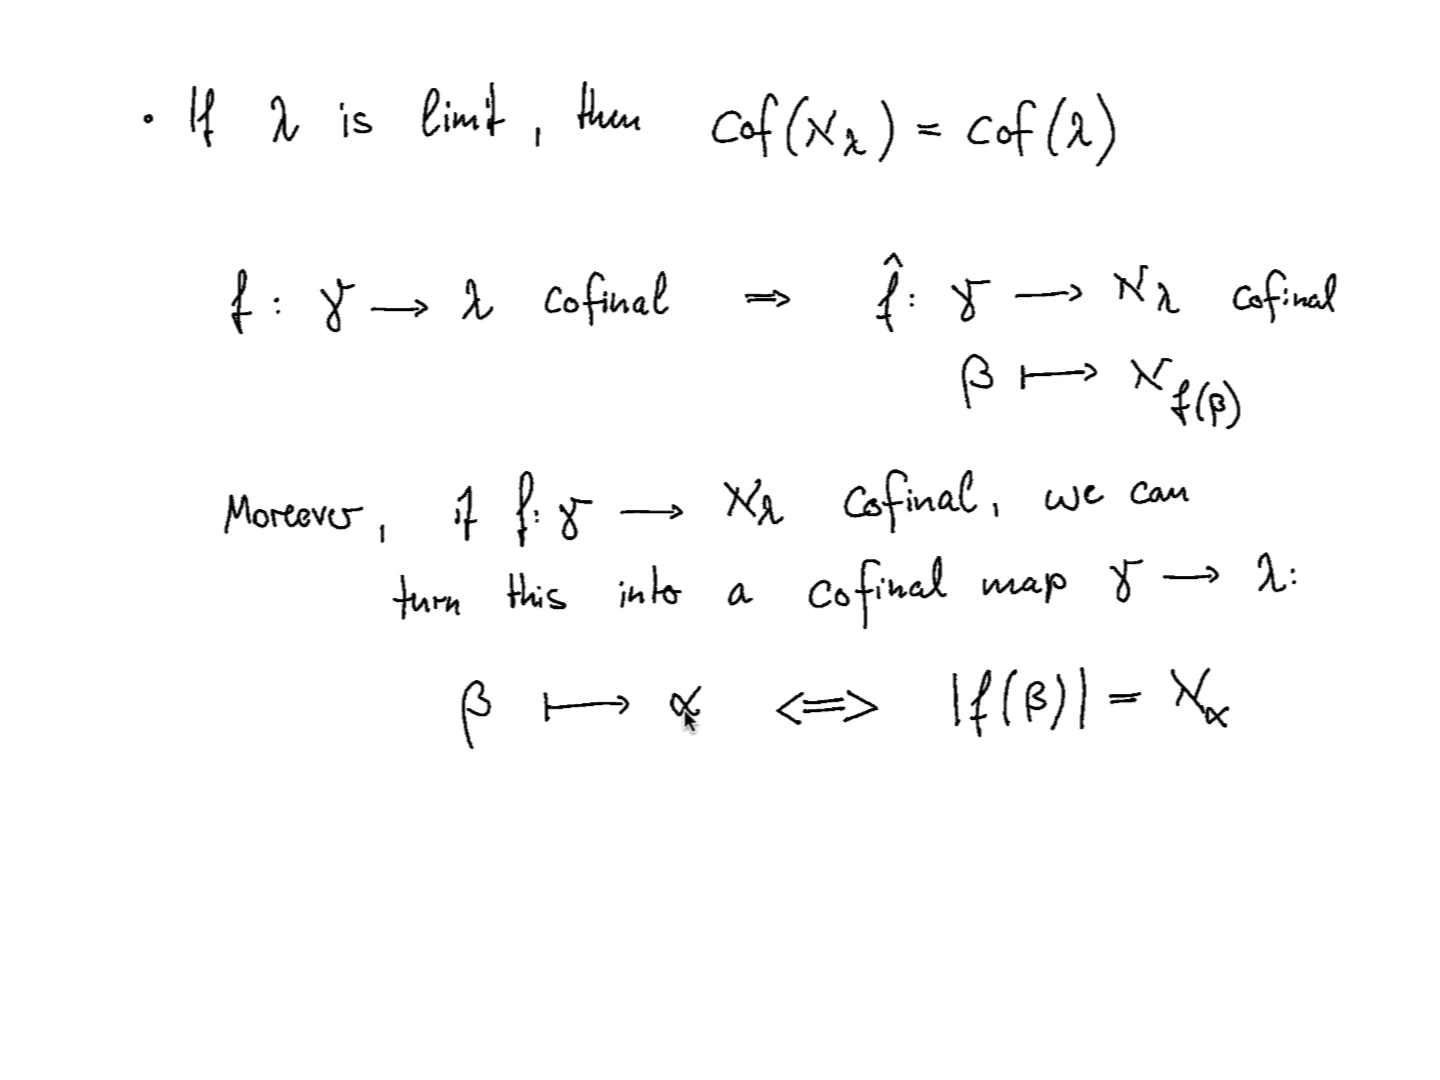 • If λ is limit, then cof(ℵ_λ) = cof(λ)
f: γ → λ cofinal ⇒ f̂: γ → ℵ_λ cofinal
β ↦ ℵ_f(β)
Moreover, if f: γ → ℵ_λ cofinal, we can
turn this into a cofinal map γ → λ:
β ↦ α ⇔ |f(β)| = ℵ_α